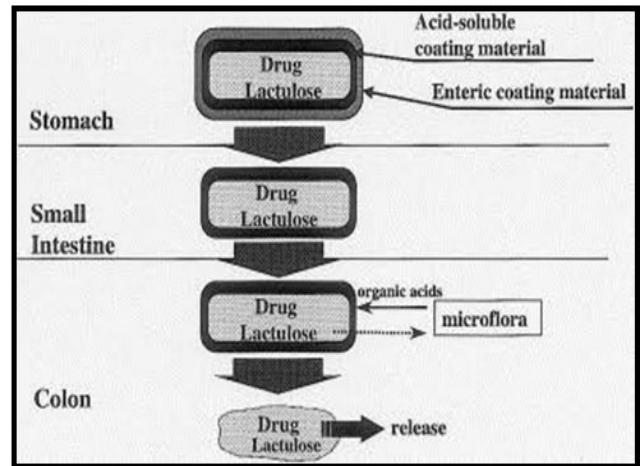 Acid-soluble
coating material
Drug
Lactulose
Enteric coating material
Stomach
Drug
Lactulose
Small
Intestine
organic acids
Drug
Lactulose
microflora
Colon
Drug
Lactulose
release